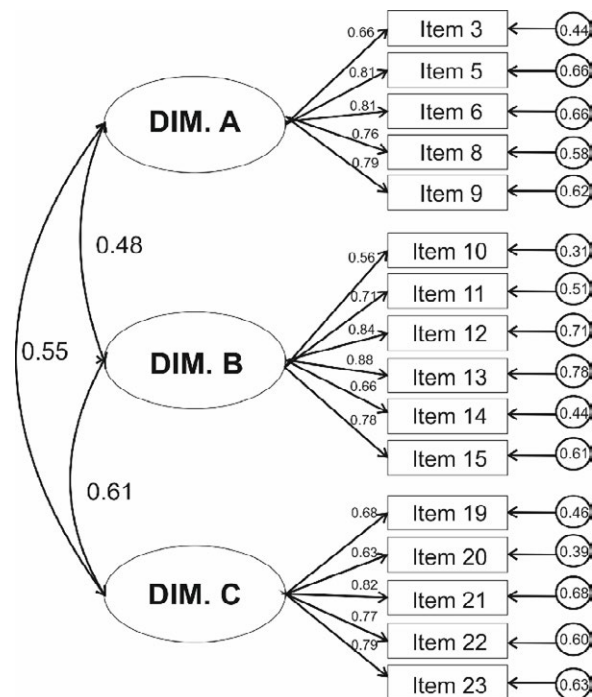 0.66 Item 3 0.44
0.81 Item 5 0.66
DIM. A 0.81 Item 6 0.66
0.76 Item 8 0.58
0.79 Item 9 0.62
0.48
0.56 Item 10 0.31
0.71 Item 11 0.51
0.84 Item 12 0.71
0.55
DIM. B 0.88 Item 13 0.78
0.66 Item 14 0.44
0.78 Item 15 0.61
0.61
0.68 Item 19 0.46
0.63 Item 20 0.39
DIM. C 0.82 Item 21 0.68
0.77 Item 22 0.60
0.79 Item 23 0.63